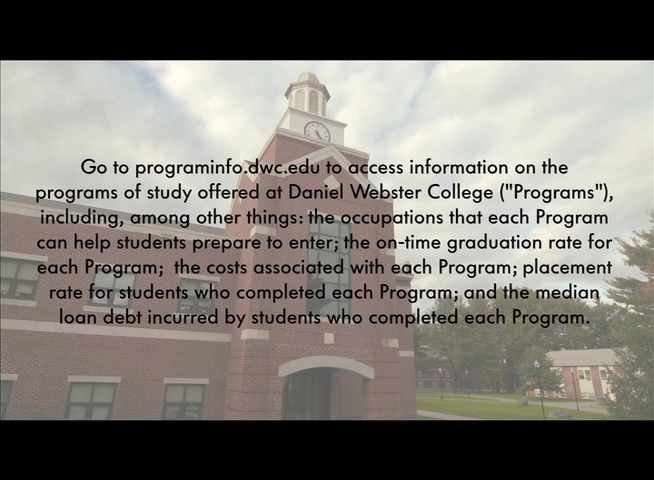 Go to programinfo.dwc.edu to access information on the
programs of study offered at Daniel Webster College ("Programs"),
including, among other things: the occupations that each Program
can help students prepare to enter; the on-time graduation rate for
each Program;  the costs associated with each Program; placement
rate for students who completed each Program; and the median
loan debt incurred by students who completed each Program.